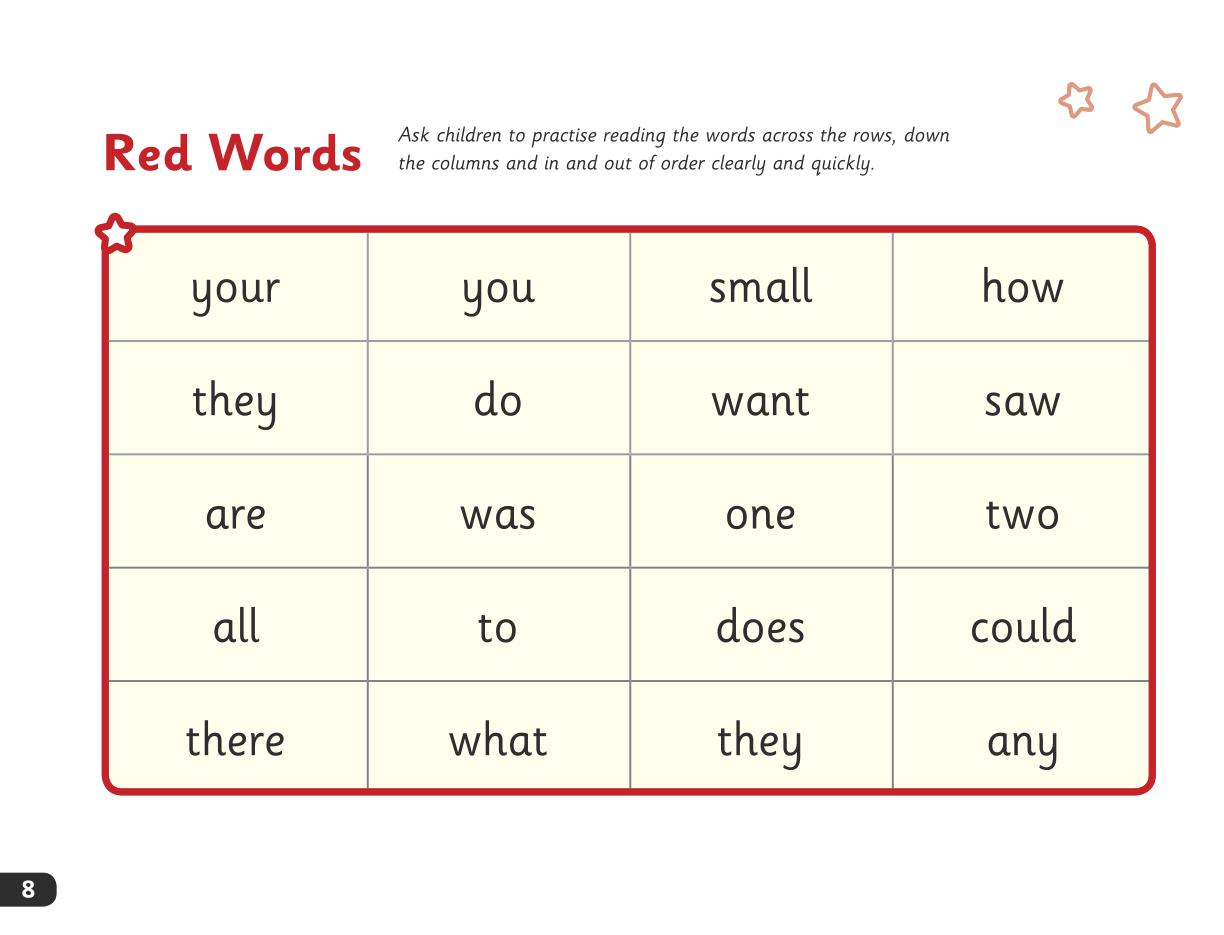 Red Words
Ask children to practise reading the words across the rows, down
the columns and in and out of order clearly and quickly.
your you small how
they do want saw
are was one two
all to does could
there what they any
8